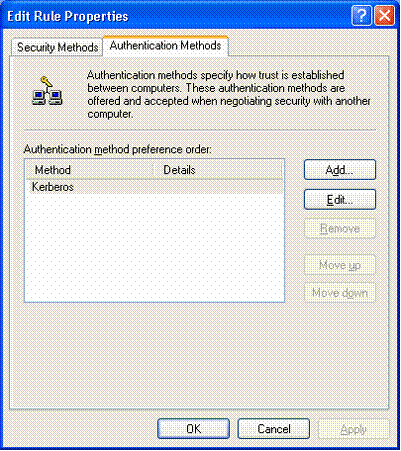 Edit Rule Properties
Security Methods
Authentication Methods
Authentication methods specify how trust is established
between computers. These authentication methods are
offered and accepted when negotiating security with another
computer.
Authentication method preference order:
Method Details
Kerberos
Add...
Edit...
Remove
Move up
Move down
OK Cancel Apply